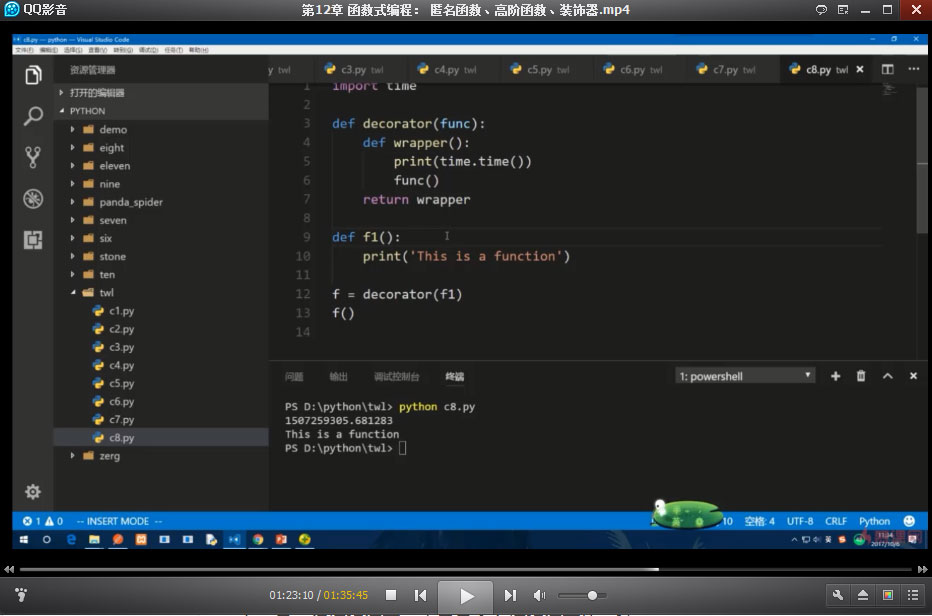 QQ影音
第12章 函数式编程: 匿名函数、高阶函数、装饰器.mp4
c8.py — python — Visual Studio Code
文件(F) 编辑(E) 选择(S) 查看(V) 转到(G) 调试(D) 任务(T) 帮助(H)
资源管理器
y twl
c3.py twl
c4.py twl
c5.py twl
c6.py twl
c7.py twl
c8.py twl
打开的编辑器
PYTHON
demo
eight
eleven
nine
panda_spider
seven
six
stone
ten
twl
c1.py
c2.py
c3.py
c4.py
c5.py
c6.py
c7.py
c8.py
zerg
1 import time
2
3 def decorator(func):
4 def wrapper():
5 print(time.time())
6 func()
7 return wrapper
8
9 def f1():
10 print('This is a function')
11
12 f = decorator(f1)
13 f()
14
问题 输出 调试控制台 终端
1: powershell
PS D:\python\twl> python c8.py
1507259305.681283
This is a function
PS D:\python\twl>
1 0 -- INSERT MODE --
10 空格: 4 UTF-8 CRLF Python
英
11:34
2017/10/6
01:23:10 / 01:35:45